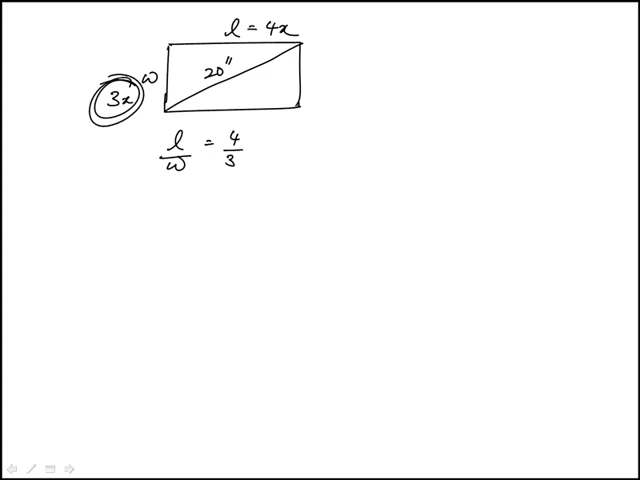 l = 4x
20"
w
3x
l/w = 4/3